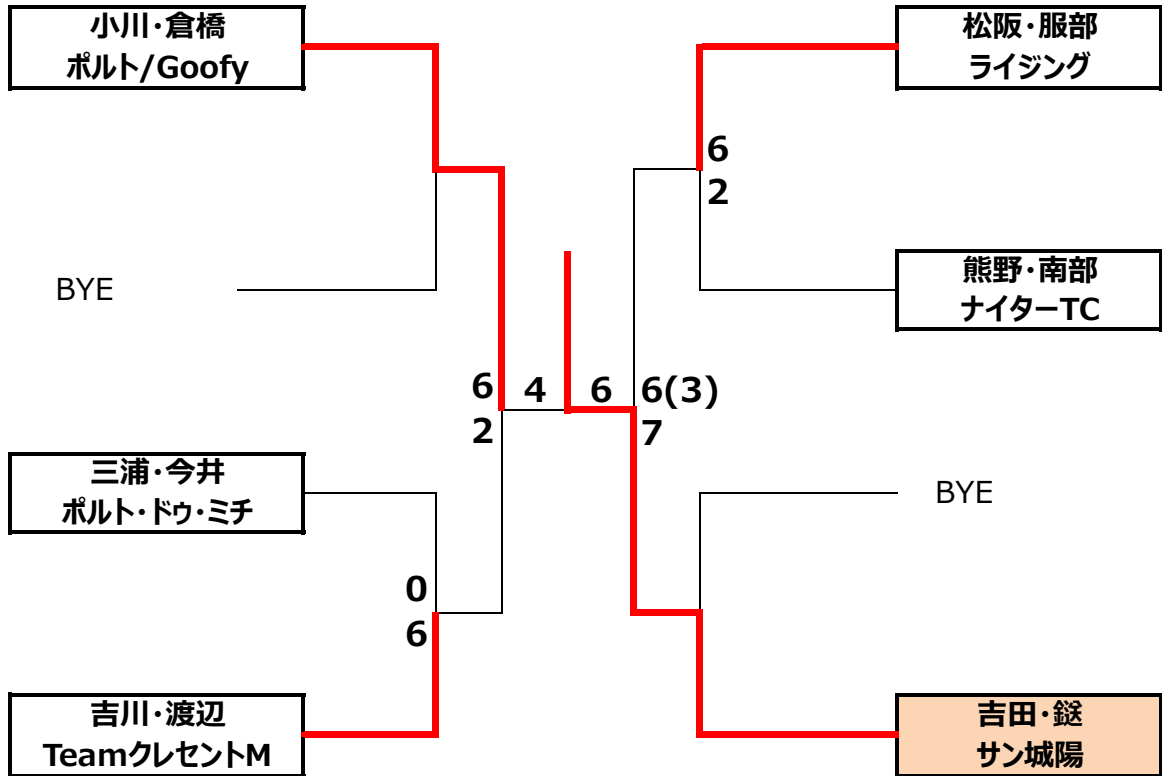 小川・倉橋
ポルト/Goofy
松阪・服部
ライジング
6
2
BYE
熊野・南部
ナイターTC
6 4 6 6(3)
2 7
三浦・今井
ポルト・ドゥ・ミチ
BYE
0
6
吉川・渡辺
TeamクレセントM
吉田・鎹
サン城陽